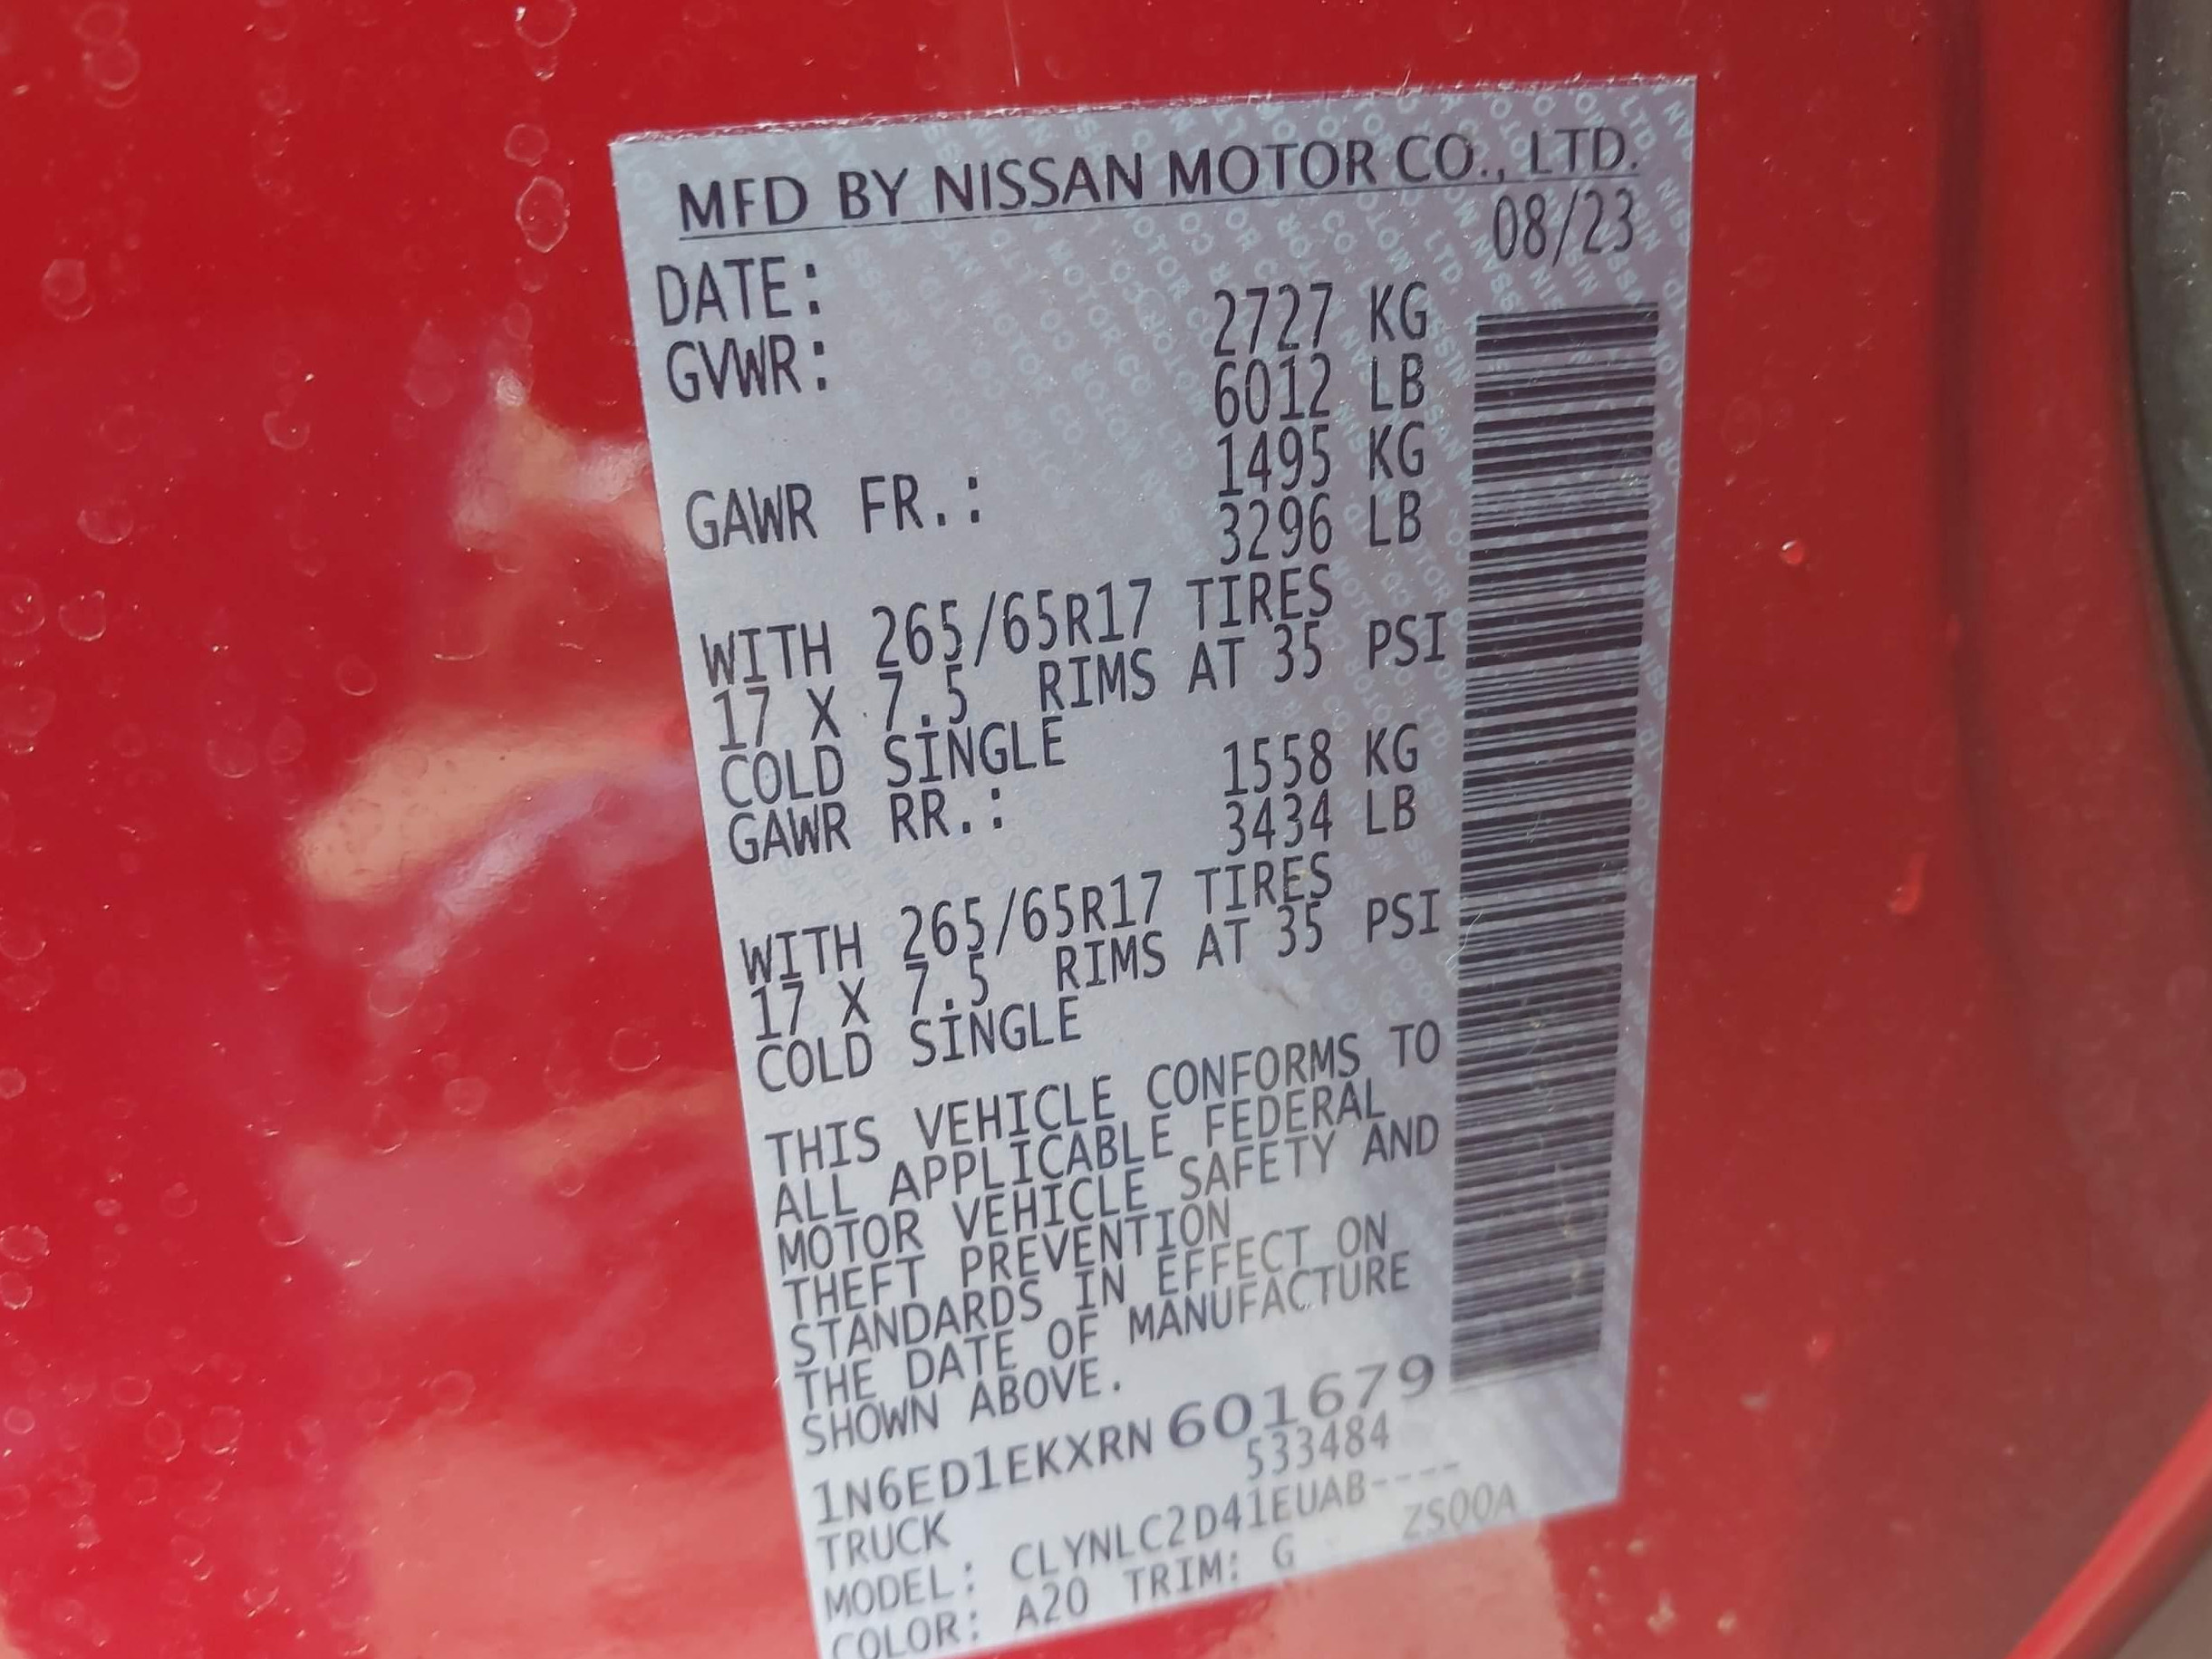 MFD BY NISSAN MOTOR CO., LTD.
DATE: 08/23
GVWR: 2727 KG
6012 LB
GAWR FR.: 1495 KG
3296 LB
WITH 265/65R17 TIRES
17 X 7.5 RIMS AT 35 PSI
COLD SINGLE
GAWR RR.: 1558 KG
3434 LB
WITH 265/65R17 TIRES
17 X 7.5 RIMS AT 35 PSI
COLD SINGLE
THIS VEHICLE CONFORMS TO
ALL APPLICABLE FEDERAL
MOTOR VEHICLE SAFETY AND
THEFT PREVENTION
STANDARDS IN EFFECT ON
THE DATE OF MANUFACTURE
SHOWN ABOVE.
1N6ED1EKXRN601679
TRUCK 533484
MODEL: CLYNLC2D41EUAB----
COLOR: A20 TRIM: G ZS00A